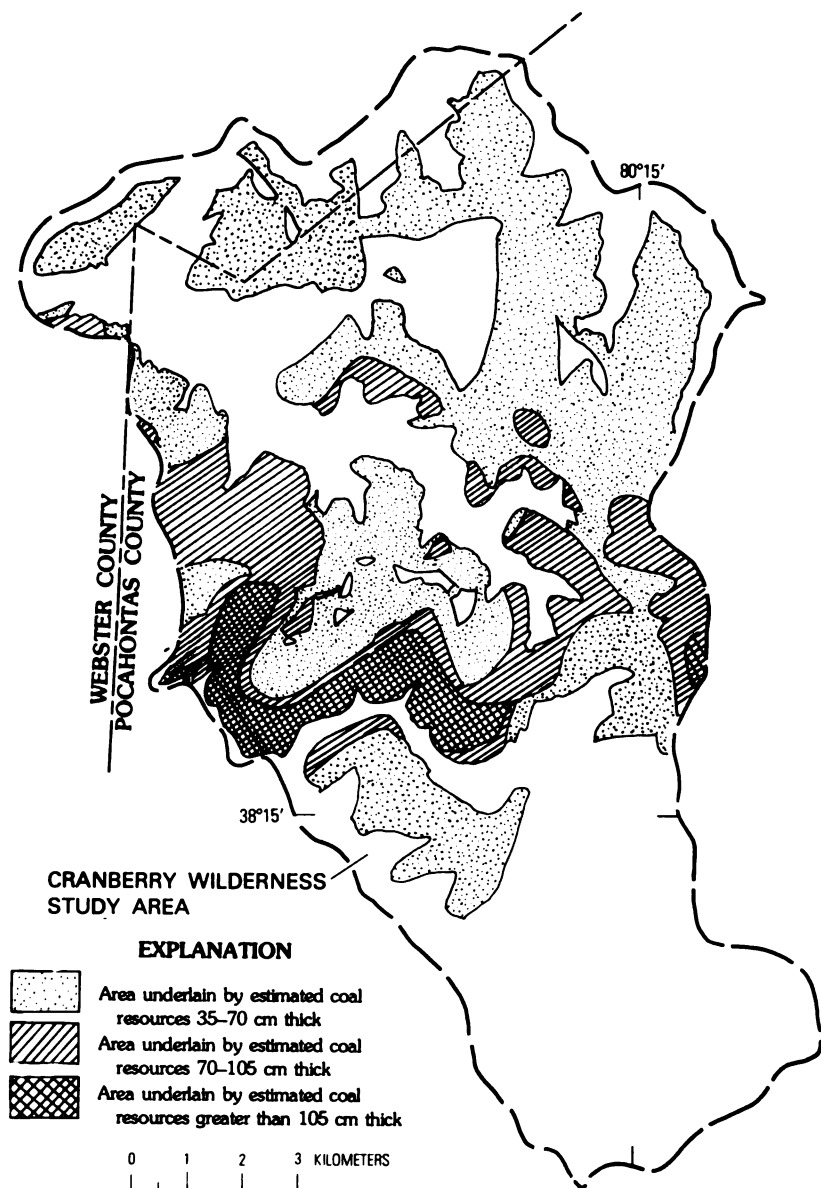 80°15′
WEBSTER COUNTY
POCAHONTAS COUNTY
38°15′
CRANBERRY WILDERNESS
STUDY AREA
EXPLANATION
Area underlain by estimated coal
resources 35–70 cm thick
Area underlain by estimated coal
resources 70–105 cm thick
Area underlain by estimated coal
resources greater than 105 cm thick
0 1 2 3 KILOMETERS